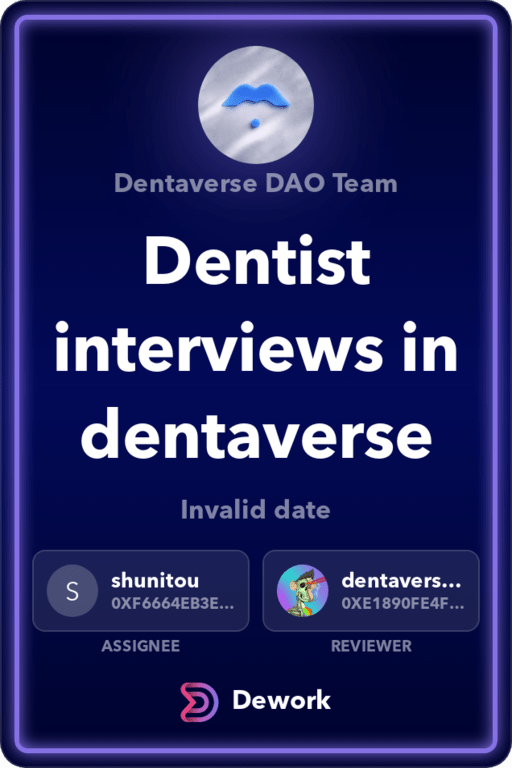 Dentaverse DAO Team
Dentist
interviews in
dentaverse
Invalid date
S
shunitou
0XF6664EB3E...
ASSIGNEE
dentavers...
0XE1890FE4F...
REVIEWER
Dework